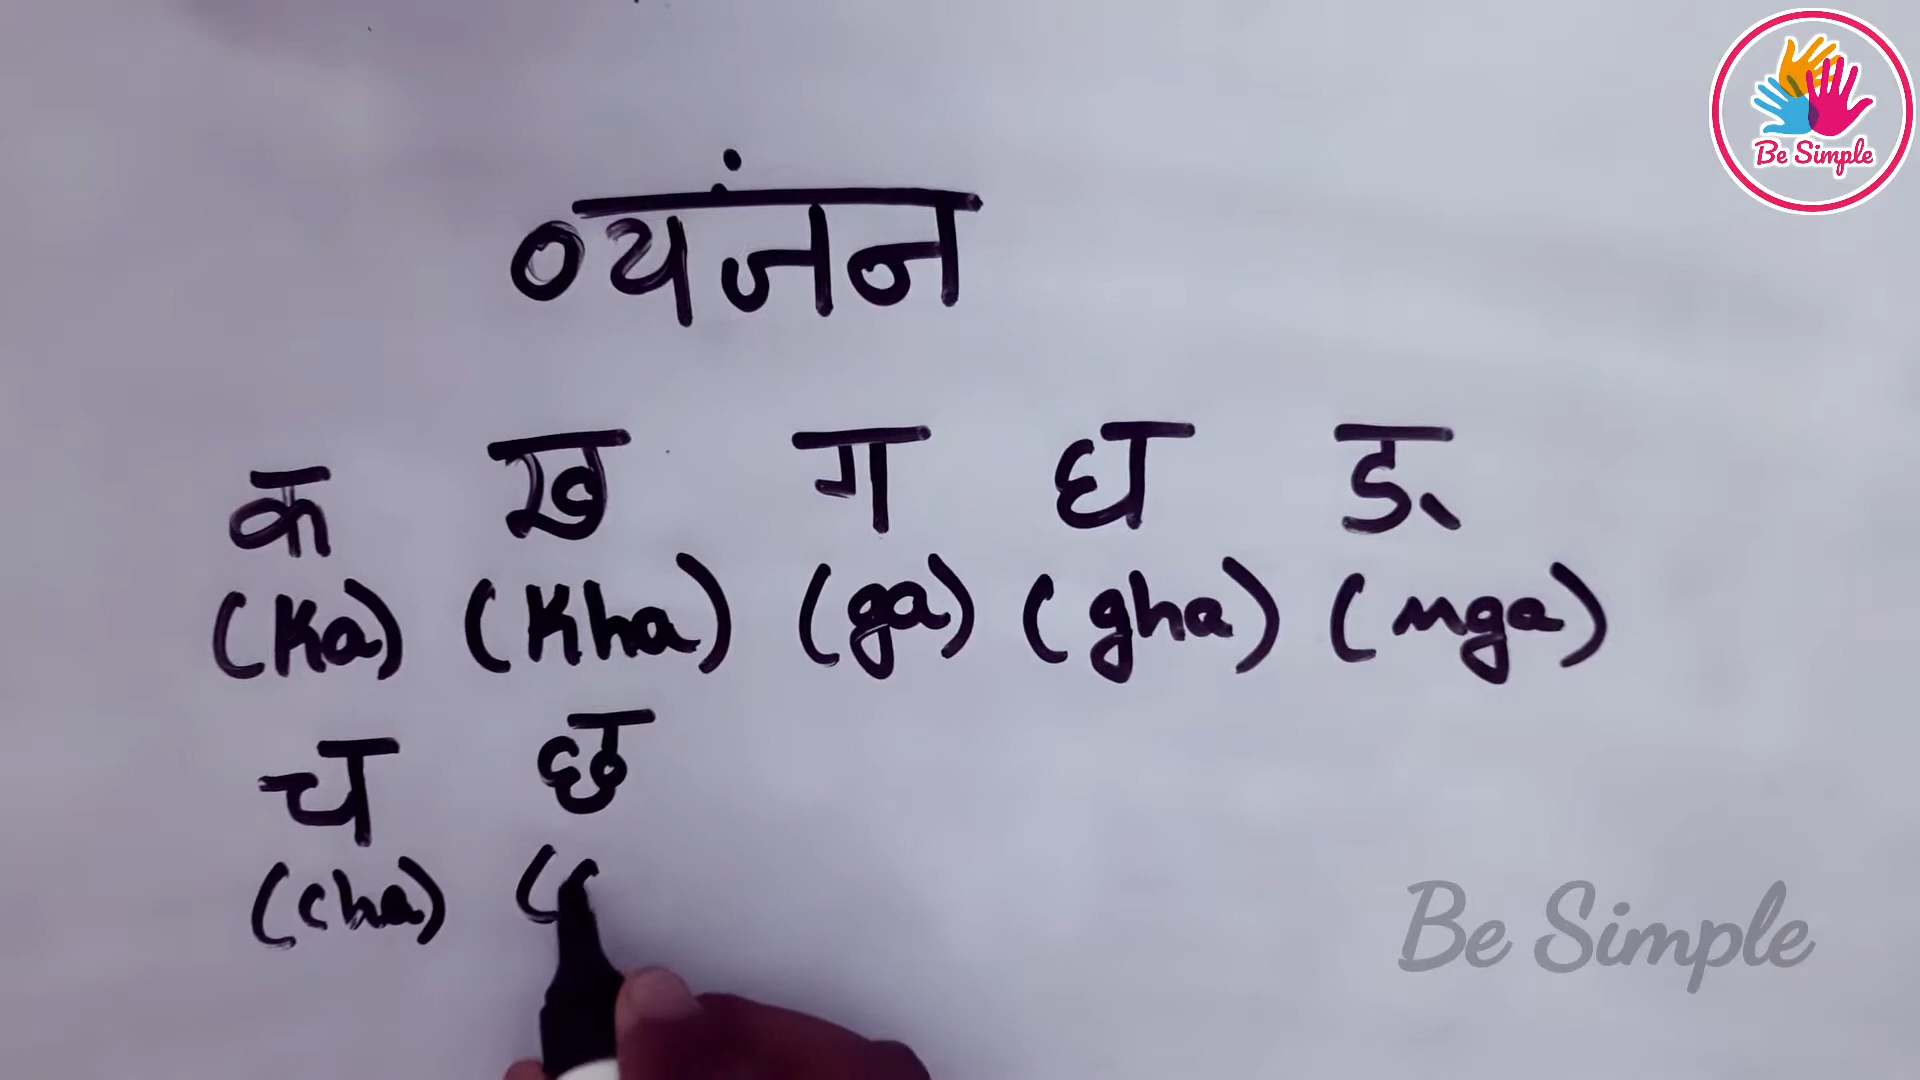 Be Simple
व्यंजन
क ख ग घ ङ
(Ka) (Kha) (ga) (gha) (nga)
च छ
(cha) (c
Be Simple